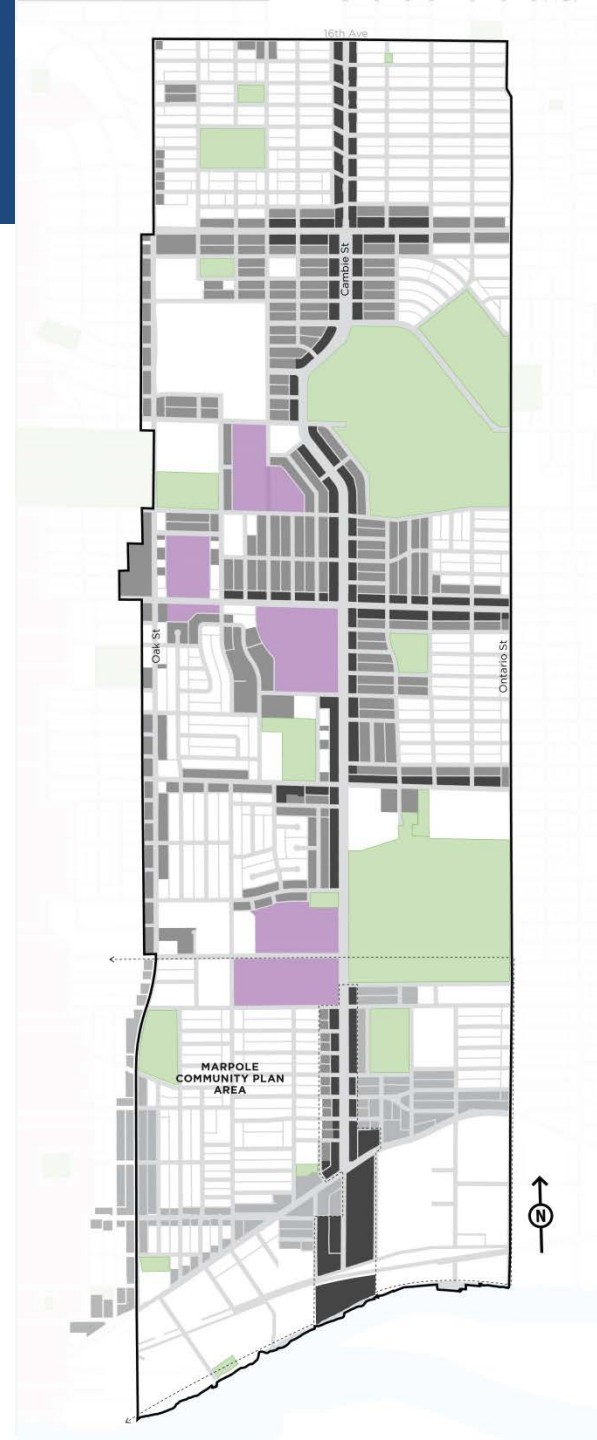 16th Ave
Cambie St
Oak St
Ontario St
MARPOLE
COMMUNITY PLAN
AREA
N